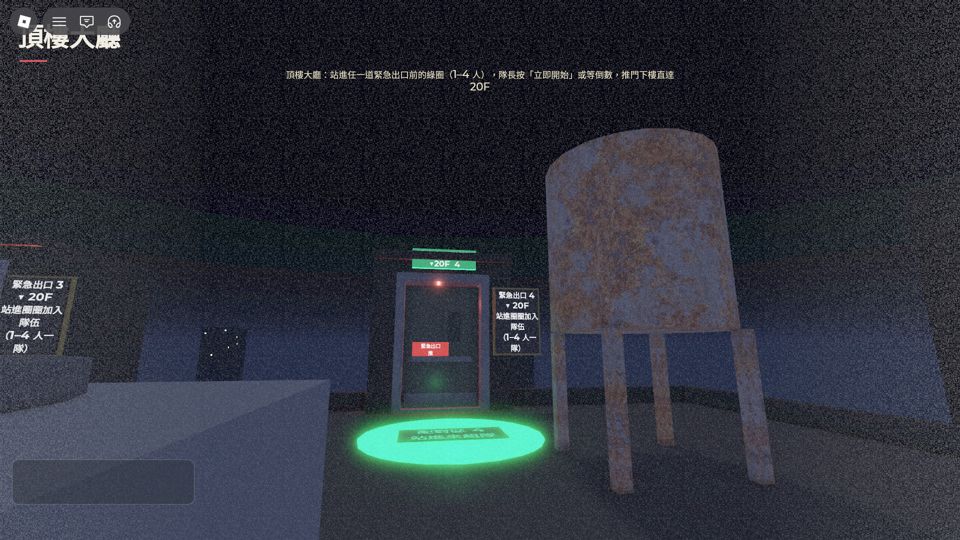 頂樓大廳
頂樓大廳：站進任一道緊急出口前的綠圈（1–4 人），隊長按「立即開始」或等倒數，推門下樓直達
20F
▼20F 4
緊急出口 3
▼ 20F
站進圈圈加入
隊伍
（1–4 人一
隊）
緊急出口 4
▼ 20F
站進圈圈加入
隊伍
（1–4 人一
隊）
緊急出口